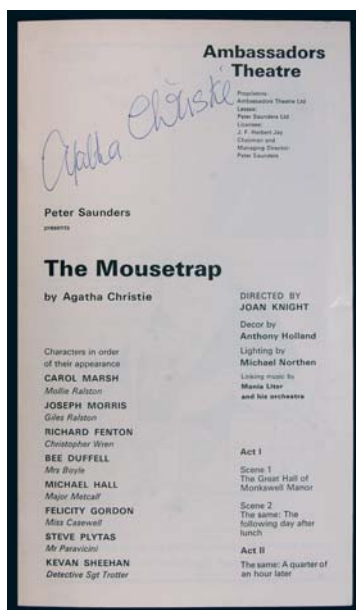 Ambassadors
Theatre
Agatha Christie
Proprietors:
Ambassadors Theatre Ltd
Lessee:
Peter Saunders Ltd
Licensee:
J. F. Herbert Jay
Chairman and
Managing Director
Peter Saunders
Peter Saunders
presents
The Mousetrap
by Agatha Christie
DIRECTED BY
JOAN KNIGHT
Decor by
Anthony Holland
Lighting by
Michael Northen
Linking music by
Mania Liter
and his orchestra
Characters in order
of their appearance
CAROL MARSH
Mollie Ralston
JOSEPH MORRIS
Giles Ralston
RICHARD FENTON
Christopher Wren
BEE DUFFELL
Mrs Boyle
MICHAEL HALL
Major Metcalf
FELICITY GORDON
Miss Casewell
STEVE PLYTAS
Mr Paravicini
KEVAN SHEEHAN
Detective Sgt Trotter
Act I
Scene 1
The Great Hall of
Monkswell Manor
Scene 2
The same: The
following day after
lunch
Act II
The same: A quarter of
an hour later